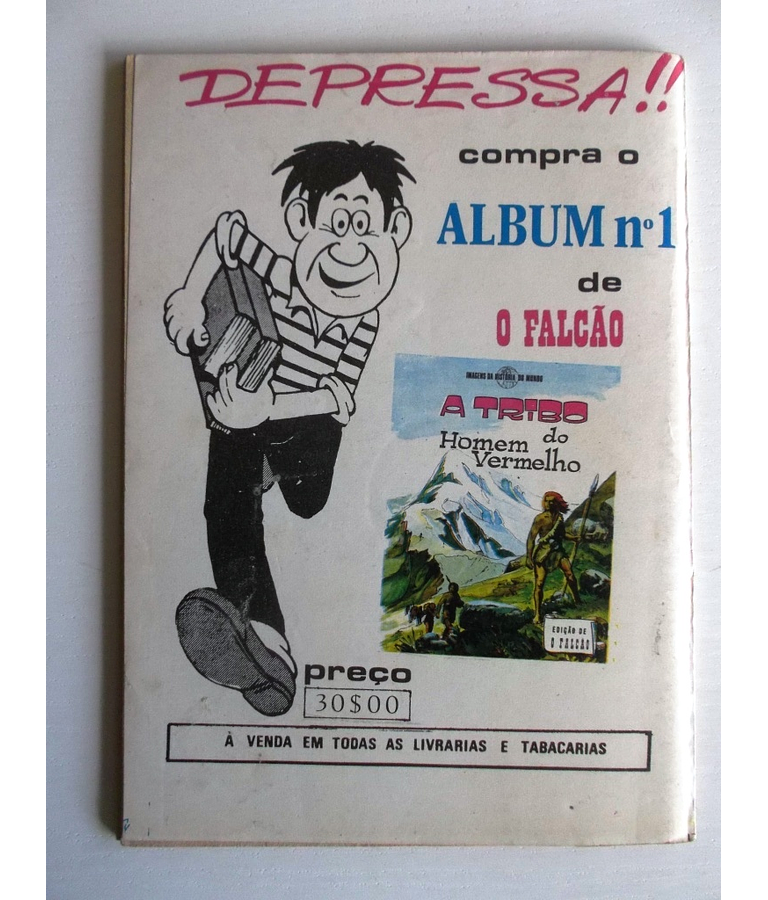 DEPRESSA!!
compra o
ALBUM nº1
de
O FALCÃO
IMAGENS DA HISTÓRIA DO MUNDO
A TRIBO
do
Homem
Vermelho
EDIÇÃO DE
O FALCÃO
preço
30$00
À VENDA EM TODAS AS LIVRARIAS E TABACARIAS